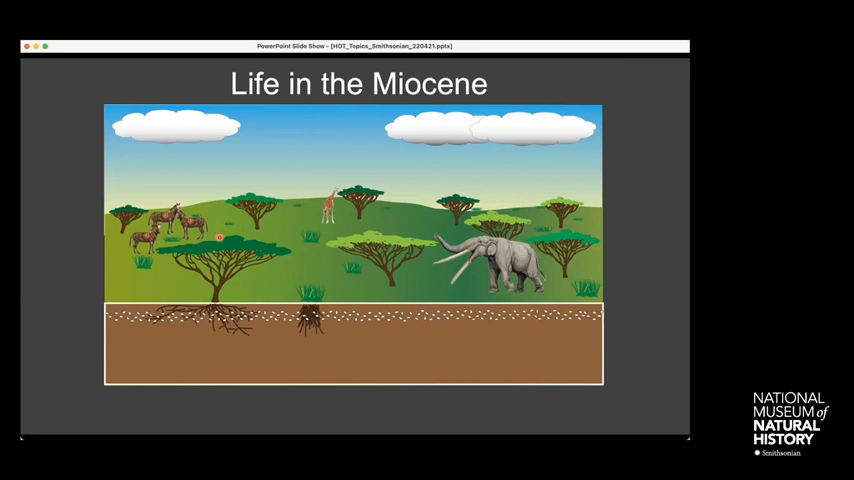 PowerPoint Slide Show - [HOT_Topics_Smithsonian_220421.pptx]
Life in the Miocene
NATIONAL
MUSEUM of
NATURAL
HISTORY
Smithsonian